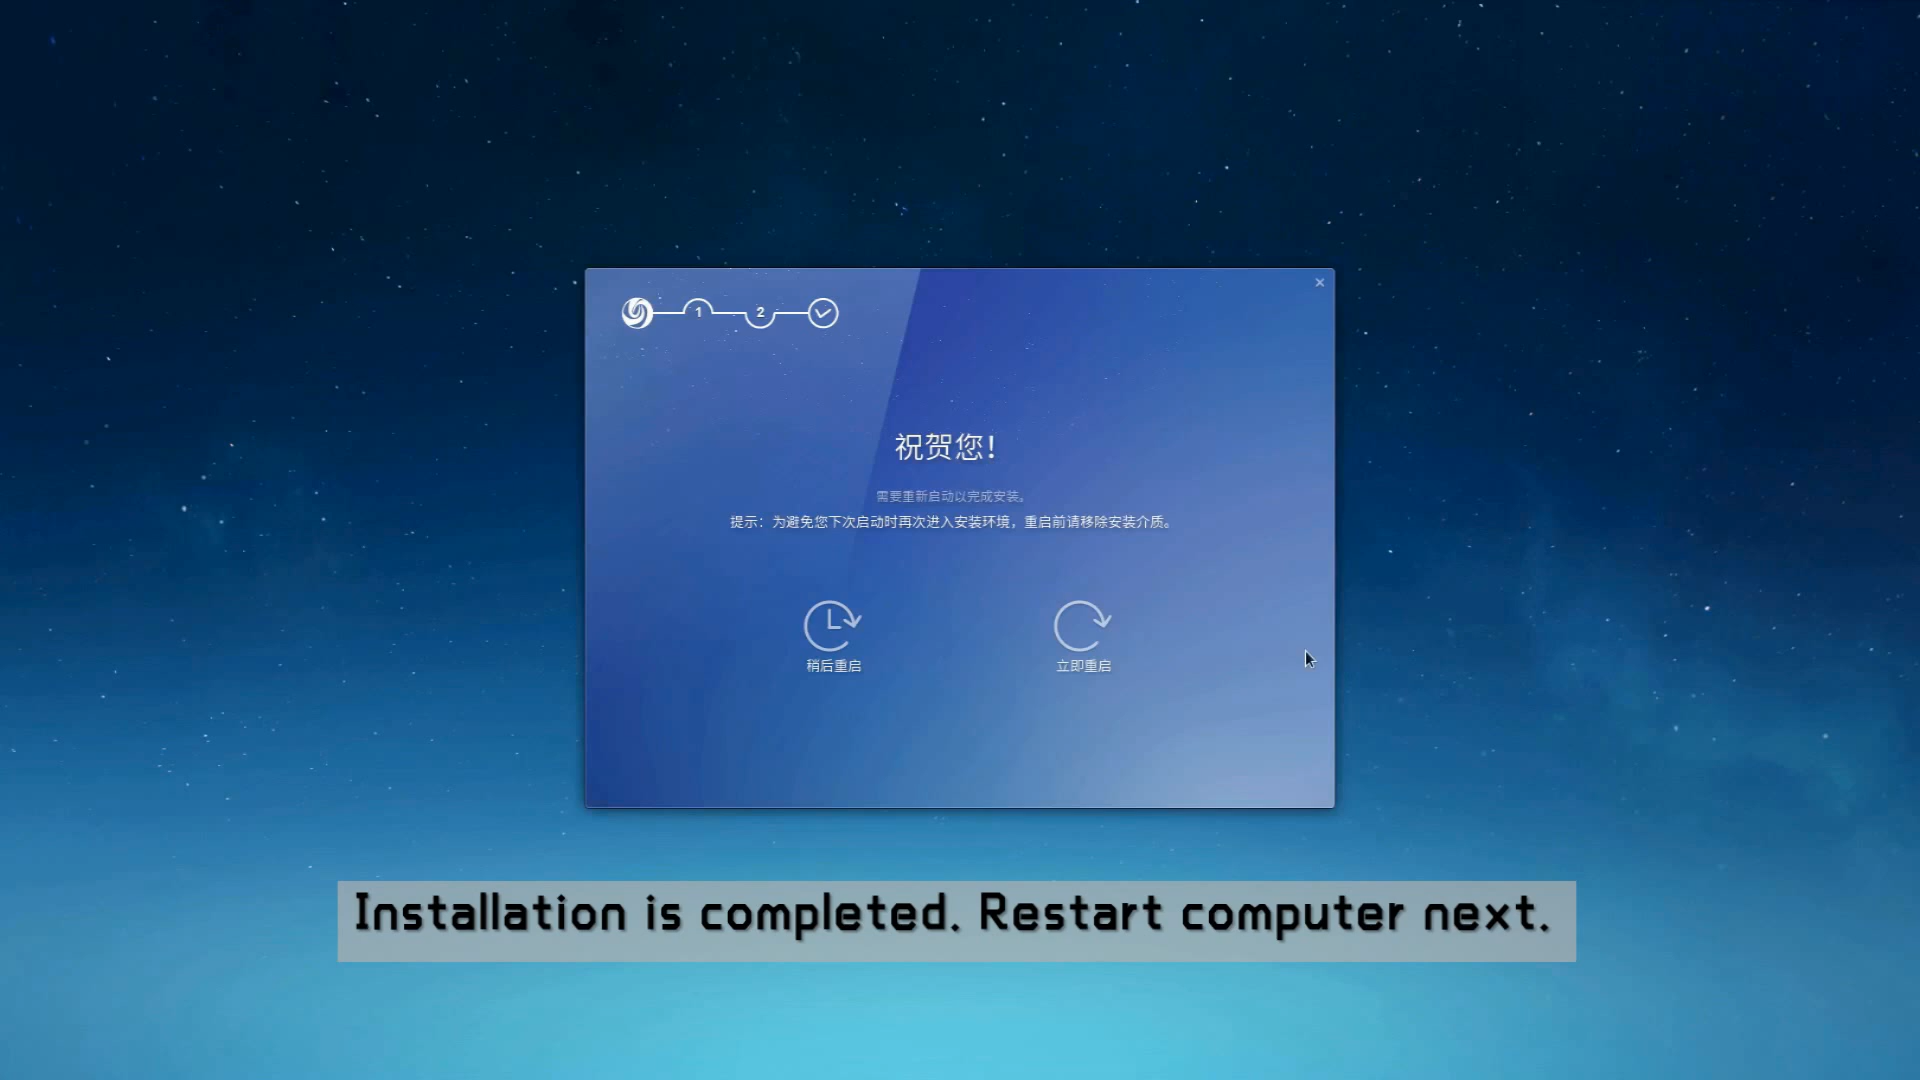 1
2
祝贺您!
需要重新启动以完成安装。
提示：为避免您下次启动时再次进入安装环境，重启前请移除安装介质。
稍后重启
立即重启
Installation is completed. Restart computer next.